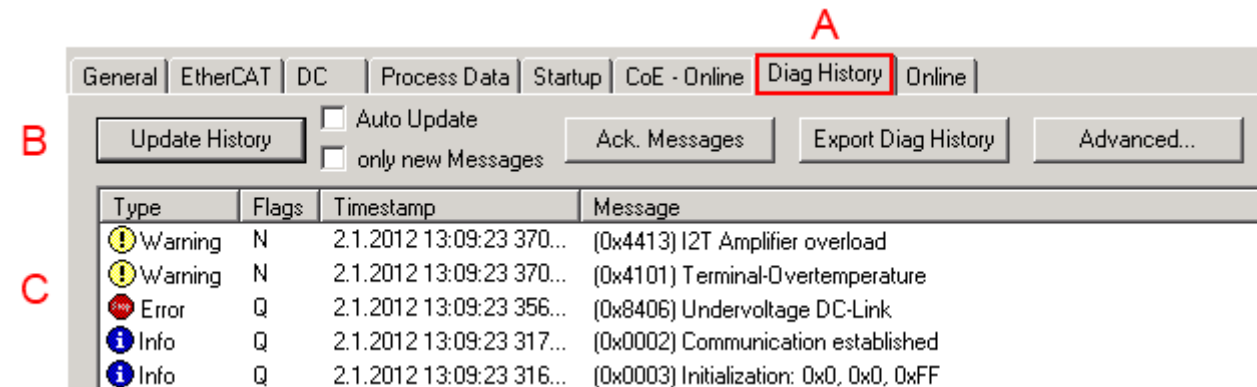 A
General EtherCAT DC Process Data Startup CoE - Online Diag History Online
B
Update History Auto Update only new Messages Ack. Messages Export Diag History Advanced...
Type Flags Timestamp Message
C
Warning N 2.1.2012 13:09:23 370... (0x4413) I2T Amplifier overload
Warning N 2.1.2012 13:09:23 370... (0x4101) Terminal-Overtemperature
STOP Error Q 2.1.2012 13:09:23 356... (0x8406) Undervoltage DC-Link
Info Q 2.1.2012 13:09:23 317... (0x0002) Communication established
Info Q 2.1.2012 13:09:23 316... (0x0003) Initialization: 0x0, 0x0, 0xFF